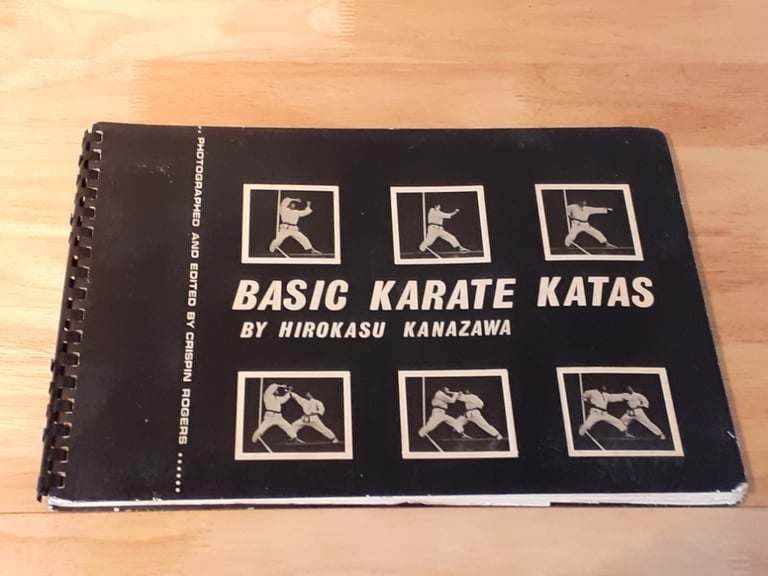 PHOTOGRAPHED AND EDITED BY CRISPIN ROGERS ......
BASIC KARATE KATAS
BY HIROKASU KANAZAWA